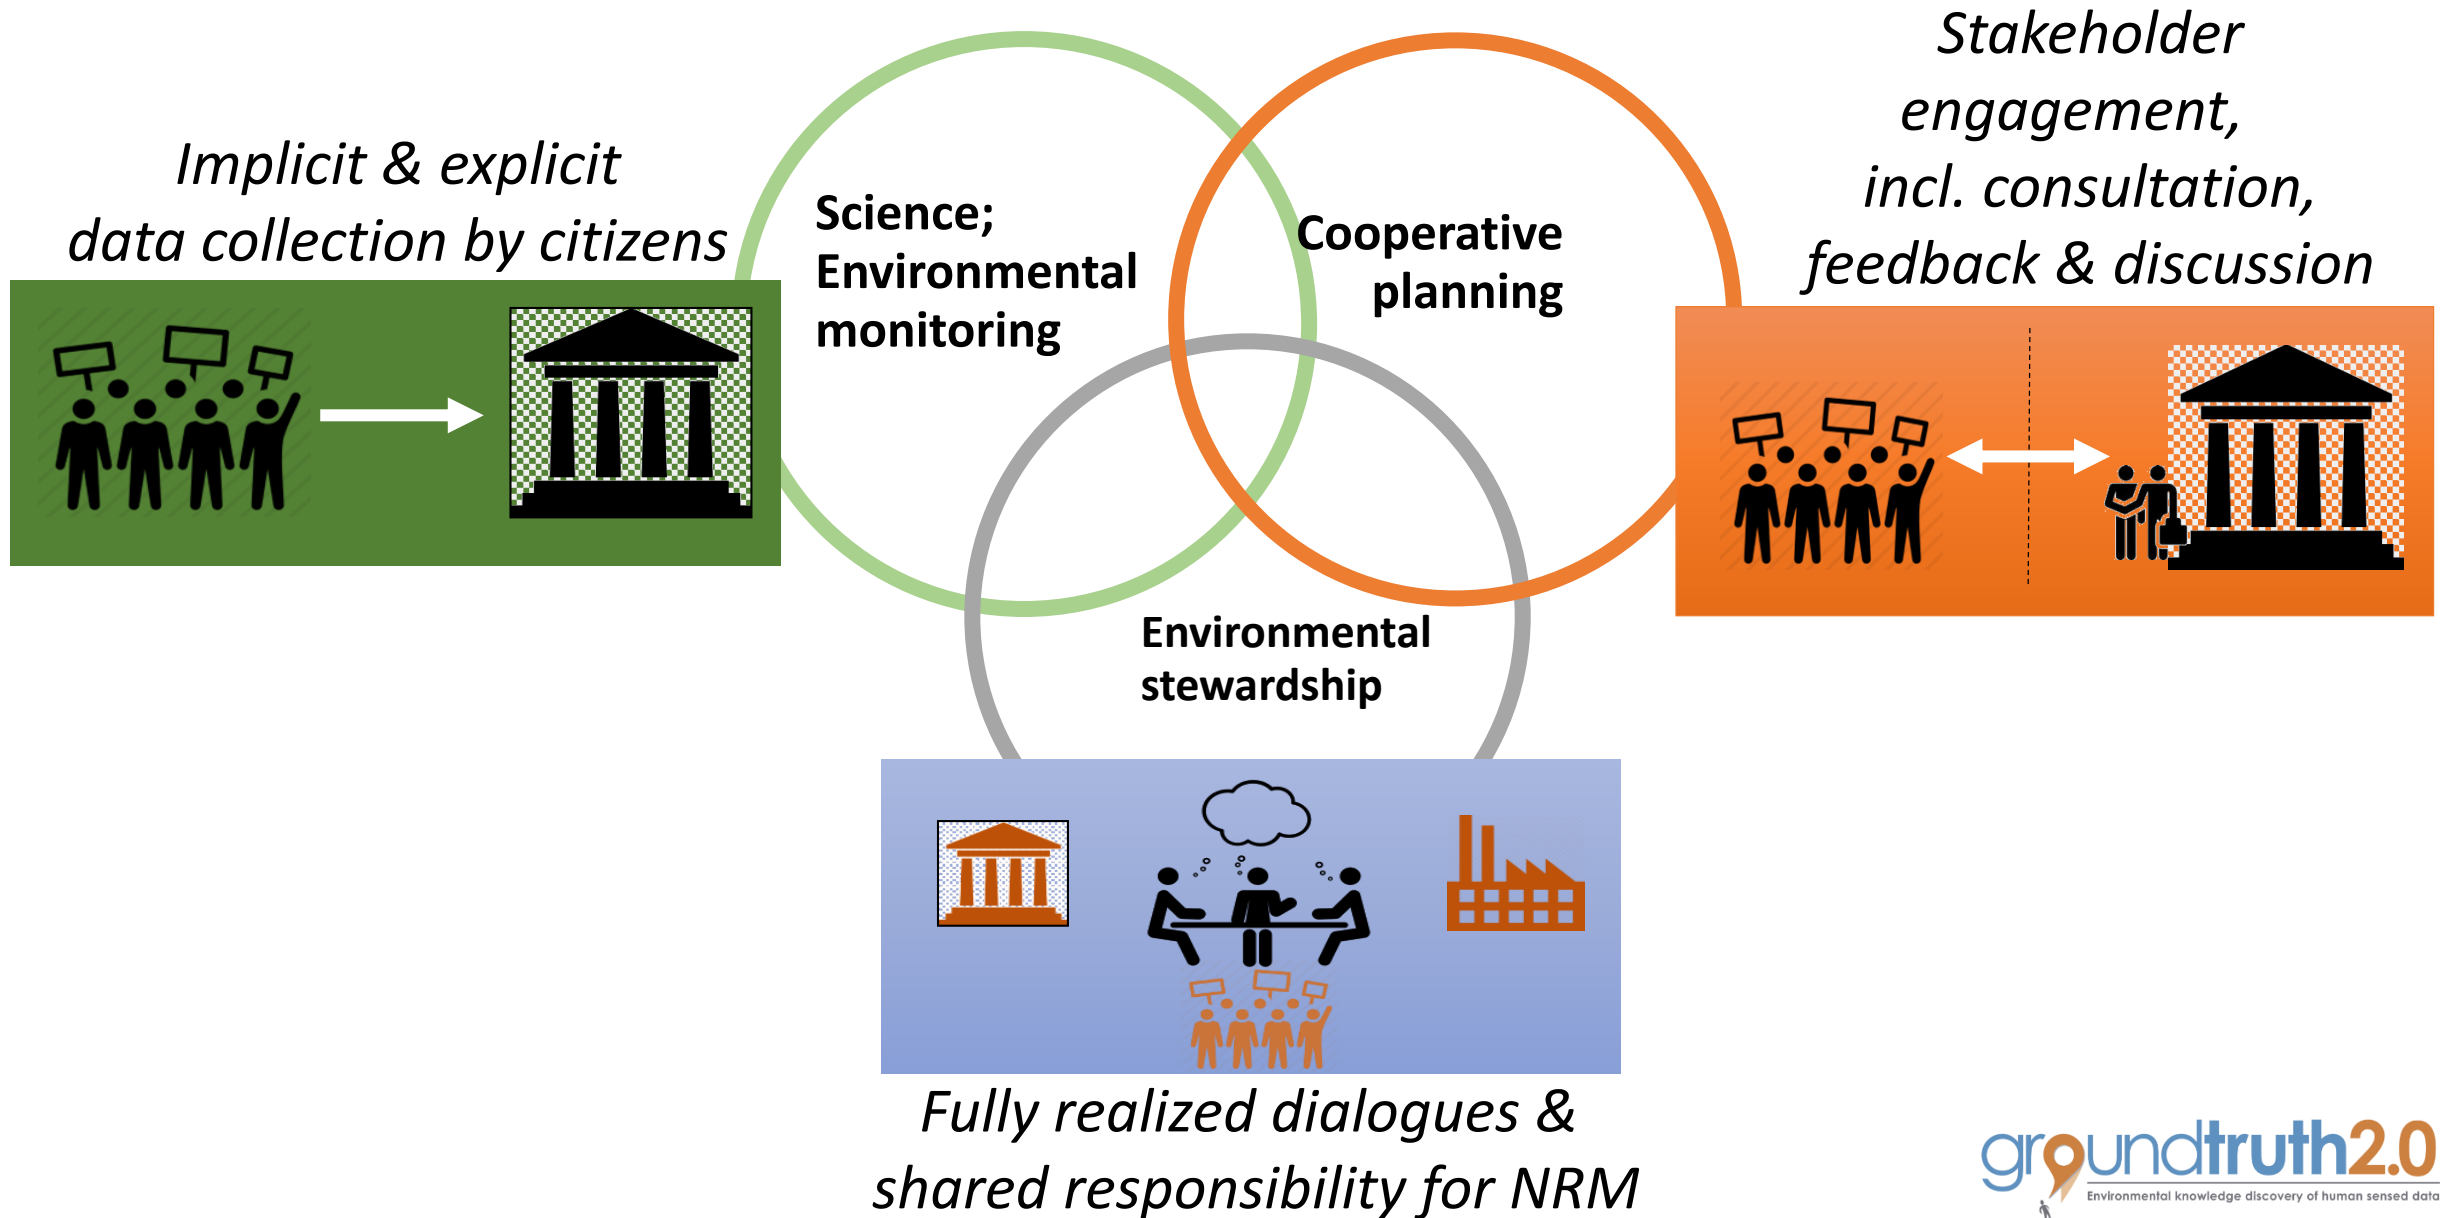 Implicit & explicit
data collection by citizens
Science;
Environmental
monitoring
Cooperative
planning
Stakeholder
engagement,
incl. consultation,
feedback & discussion
Environmental
stewardship
Fully realized dialogues &
shared responsibility for NRM
groundtruth2.0
Environmental knowledge discovery of human sensed data